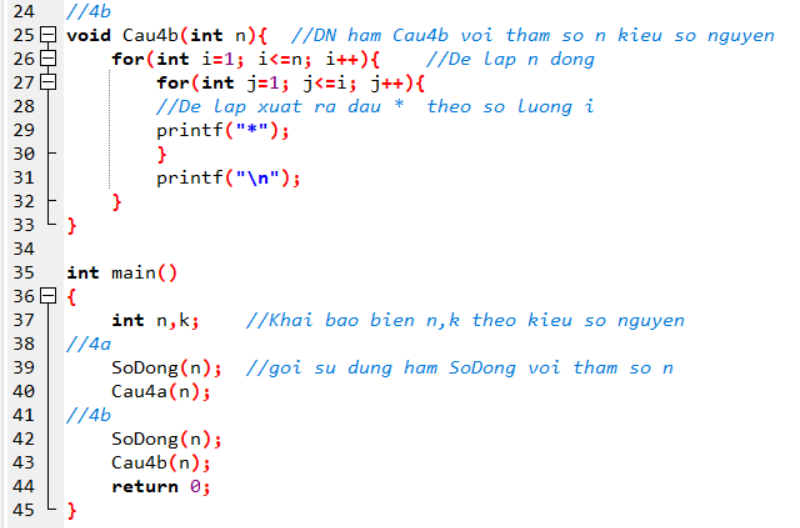 24 //4b
25 void Cau4b(int n){ //DN ham Cau4b voi tham so n kieu so nguyen
26 for(int i=1; i<=n; i++){ //De lap n dong
27 for(int j=1; j<=i; j++){
28 //De lap xuat ra dau * theo so luong i
29 printf("*");
30 }
31 printf("\n");
32 }
33 }
34
35 int main()
36 {
37 int n,k; //Khai bao bien n,k theo kieu so nguyen
38 //4a
39 SoDong(n); //goi su dung ham SoDong voi tham so n
40 Cau4a(n);
41 //4b
42 SoDong(n);
43 Cau4b(n);
44 return 0;
45 }